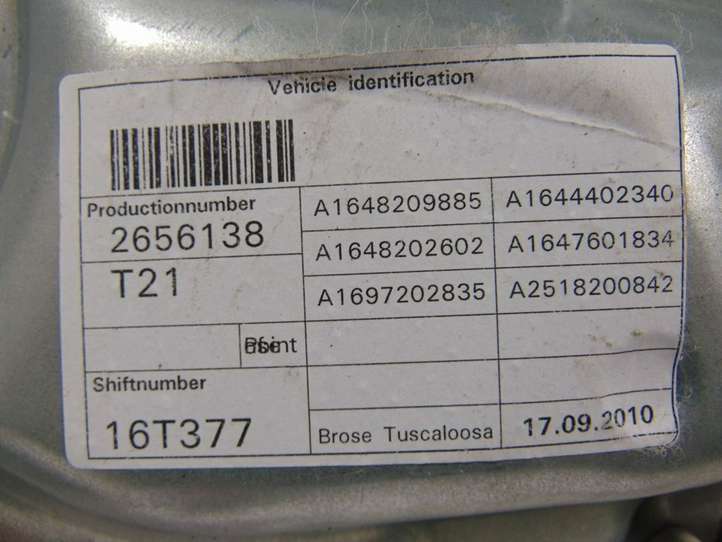 Vehicle identification
Productionnumber
2656138
T21
A1648209885 A1644402340
A1648202602 A1647601834
A1697202835 A2518200842
Shiftnumber
16T377
Brose Tuscaloosa 17.09.2010